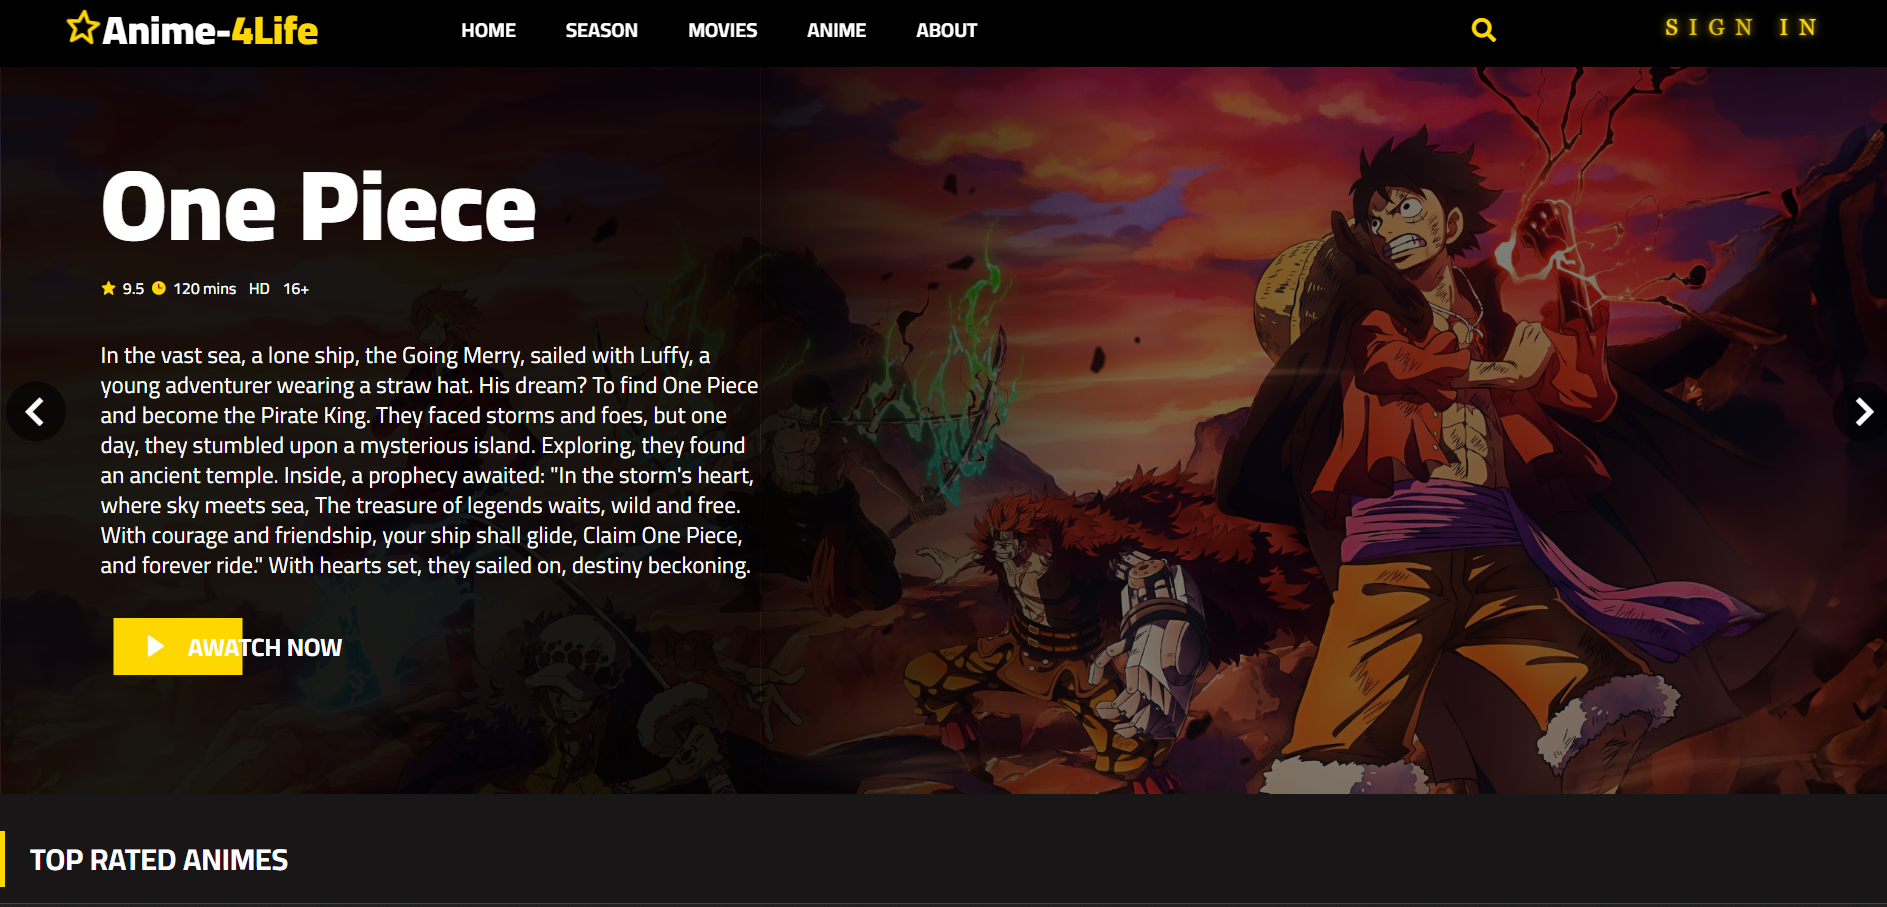 Anime-4Life
HOME SEASON MOVIES ANIME ABOUT
SIGN IN
One Piece
9.5 120 mins HD 16+
In the vast sea, a lone ship, the Going Merry, sailed with Luffy, a
young adventurer wearing a straw hat. His dream? To find One Piece
and become the Pirate King. They faced storms and foes, but one
day, they stumbled upon a mysterious island. Exploring, they found
an ancient temple. Inside, a prophecy awaited: "In the storm's heart,
where sky meets sea, The treasure of legends waits, wild and free.
With courage and friendship, your ship shall glide, Claim One Piece,
and forever ride." With hearts set, they sailed on, destiny beckoning.
AWATCH NOW
TOP RATED ANIMES